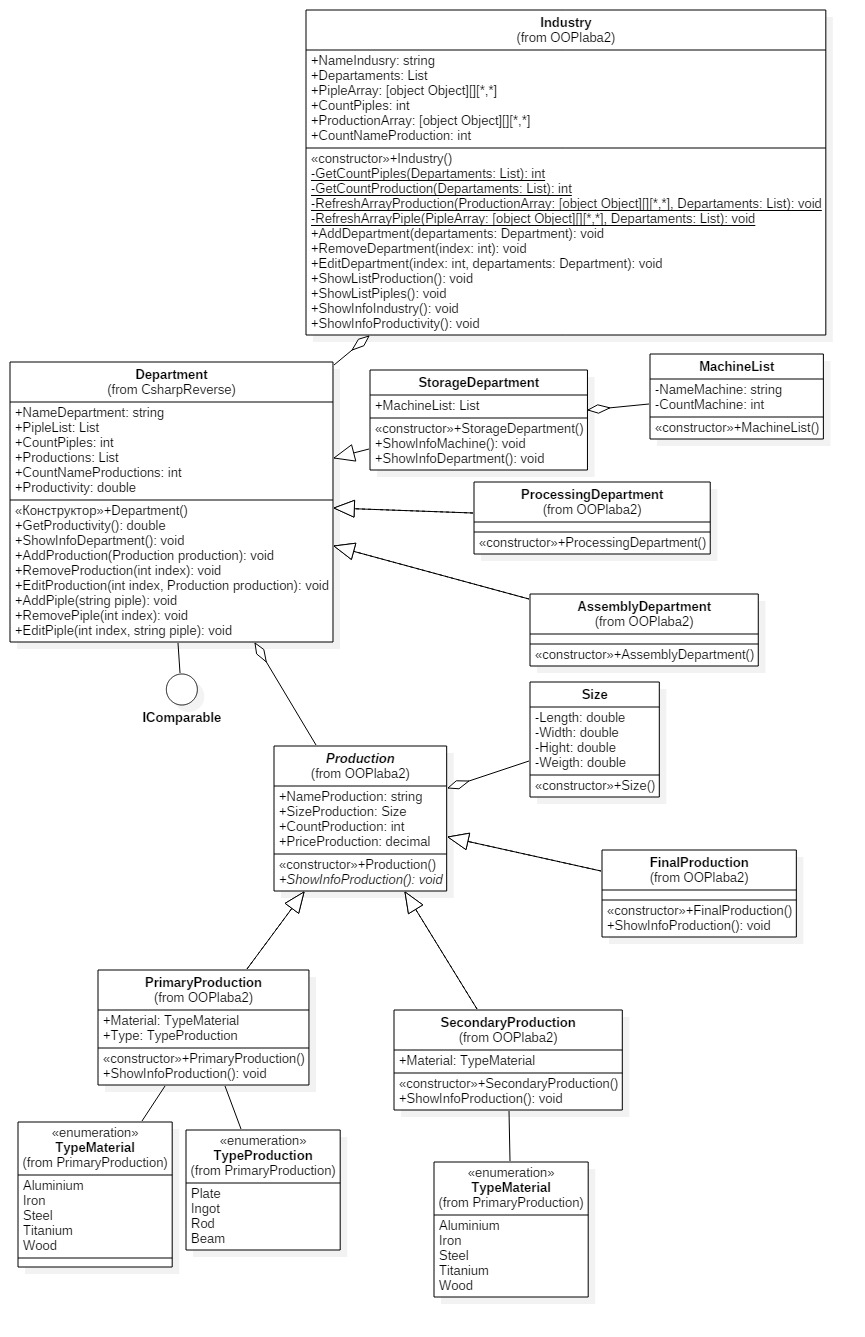 Industry
(from OOPlaba2)
+NameIndusry: string
+Departaments: List
+PipleArray: [object Object][][*,*]
+CountPiples: int
+ProductionArray: [object Object][][*,*]
+CountNameProduction: int
«constructor»+Industry()
-GetCountPiples(Departaments: List): int
-GetCountProduction(Departaments: List): int
-RefreshArrayProduction(ProductionArray: [object Object][][*,*], Departaments: List): void
-RefreshArrayPiple(PipleArray: [object Object][][*,*], Departaments: List): void
+AddDepartment(departaments: Department): void
+RemoveDepartment(index: int): void
+EditDepartment(index: int, departaments: Department): void
+ShowListProduction(): void
+ShowListPiples(): void
+ShowInfoIndustry(): void
+ShowInfoProductivity(): void
Department
(from CsharpReverse)
+NameDepartment: string
+PipleList: List
+CountPiples: int
+Productions: List
+CountNameProductions: int
+Productivity: double
«Конструктор»+Department()
+GetProductivity(): double
+ShowInfoDepartment(): void
+AddProduction(Production production): void
+RemoveProduction(int index): void
+EditProduction(int index, Production production): void
+AddPiple(string piple): void
+RemovePiple(int index): void
+EditPiple(int index, string piple): void
StorageDepartment
+MachineList: List
«constructor»+StorageDepartment()
+ShowInfoMachine(): void
+ShowInfoDepartment(): void
MachineList
-NameMachine: string
-CountMachine: int
«constructor»+MachineList()
ProcessingDepartment
(from OOPlaba2)
«constructor»+ProcessingDepartment()
AssemblyDepartment
(from OOPlaba2)
«constructor»+AssemblyDepartment()
IComparable
Size
-Length: double
-Width: double
-Hight: double
-Weigth: double
«constructor»+Size()
Production
(from OOPlaba2)
+NameProduction: string
+SizeProduction: Size
+CountProduction: int
+PriceProduction: decimal
«constructor»+Production()
+ShowInfoProduction(): void
FinalProduction
(from OOPlaba2)
«constructor»+FinalProduction()
+ShowInfoProduction(): void
PrimaryProduction
(from OOPlaba2)
+Material: TypeMaterial
+Type: TypeProduction
«constructor»+PrimaryProduction()
+ShowInfoProduction(): void
SecondaryProduction
(from OOPlaba2)
+Material: TypeMaterial
«constructor»+SecondaryProduction()
+ShowInfoProduction(): void
«enumeration»
TypeMaterial
(from PrimaryProduction)
Aluminium
Iron
Steel
Titanium
Wood
«enumeration»
TypeProduction
(from PrimaryProduction)
Plate
Ingot
Rod
Beam
«enumeration»
TypeMaterial
(from PrimaryProduction)
Aluminium
Iron
Steel
Titanium
Wood